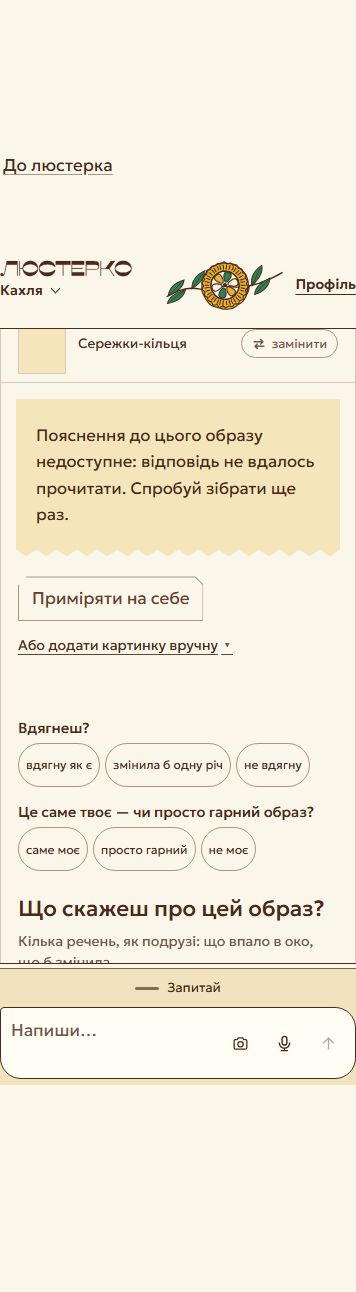 До люстерка
ЛЮСТЕРКО
Кахля
Профіль
Сережки-кільця
замінити
Пояснення до цього образу
недоступне: відповідь не вдалось
прочитати. Спробуй зібрати ще
раз.
Приміряти на себе
Або додати картинку вручну
Вдягнеш?
вдягну як є
змінила б одну річ
не вдягну
Це саме твоє — чи просто гарний образ?
саме моє
просто гарний
не моє
Що скажеш про цей образ?
Кілька речень, як подрузі: що впало в око,
що б змінила
Запитай
Напиши...